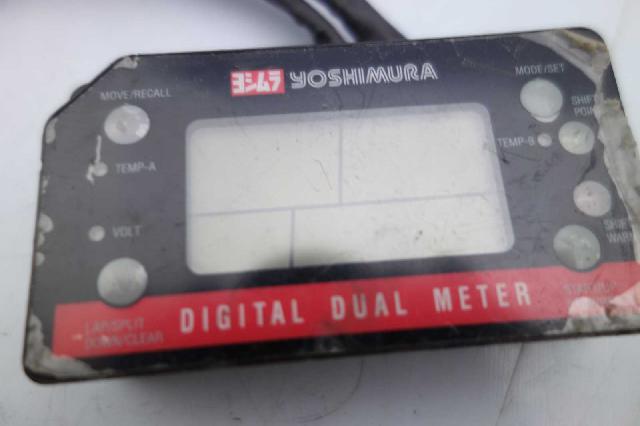 ヨシムラ YOSHIMURA
MOVE/RECALL
MODE/SET
SHIFT
TEMP-A
TEMP-B
VOLT
SHIFT
DIGITAL DUAL METER
LAP/SPLIT
DOWN/CLEAR